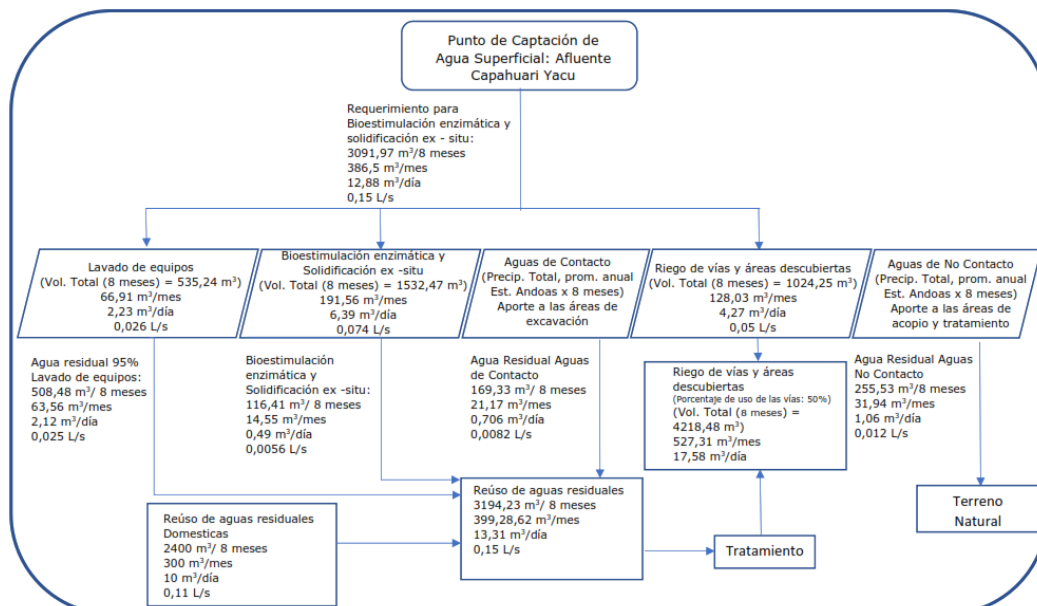 Punto de Captación de
Agua Superficial: Afluente
Capahuari Yacu
Requerimiento para
Bioestimulación enzimática y
solidificación ex - situ:
3091,97 m³/8 meses
386,5 m³/mes
12,88 m³/día
0,15 L/s
Lavado de equipos
(Vol. Total (8 meses) = 535,24 m³)
66,91 m³/mes
2,23 m³/día
0,026 L/s
Bioestimulación enzimática y
Solidificación ex -situ
(Vol. Total (8 meses) = 1532,47 m³)
191,56 m³/mes
6,39 m³/día
0,074 L/s
Aguas de Contacto
(Precip. Total, prom. anual
Est. Andoas x 8 meses)
Aporte a las áreas de
excavación
Riego de vías y áreas descubiertas
(Vol. Total (8 meses) = 1024,25 m³)
128,03 m³/mes
4,27 m³/día
0,05 L/s
Aguas de No Contacto
(Precip. Total, prom. anual
Est. Andoas x 8 meses)
Aporte a las áreas de
acopio y tratamiento
Agua residual 95%
Lavado de equipos:
508,48 m³/ 8 meses
63,56 m³/mes
2,12 m³/día
0,025 L/s
Bioestimulación
enzimática y
Solidificación ex -situ:
116,41 m³/ 8 meses
14,55 m³/mes
0,49 m³/día
0,0056 L/s
Agua Residual Aguas
de Contacto
169,33 m³/ 8 meses
21,17 m³/mes
0,706 m³/día
0,0082 L/s
Riego de vías y áreas
descubiertas
(Porcentaje de uso de las vías: 50%)
(Vol. Total (8 meses) =
4218,48 m³)
527,31 m³/mes
17,58 m³/día
Agua Residual Aguas
No Contacto
255,53 m³/8 meses
31,94 m³/mes
1,06 m³/día
0,012 L/s
Reúso de aguas residuales
Domesticas
2400 m³/ 8 meses
300 m³/mes
10 m³/día
0,11 L/s
Reúso de aguas residuales
3194,23 m³/ 8 meses
399,28,62 m³/mes
13,31 m³/día
0,15 L/s
Tratamiento
Terreno
Natural